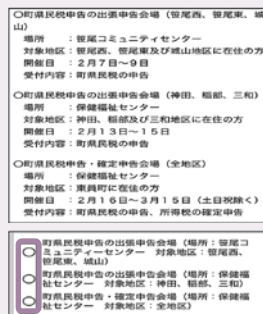 〇町県民税申告の出張申告会場（笹尾西、笹尾東、城
山）
場所　：笹尾コミュニティセンター
対象地区：笹尾西、笹尾東及び城山地区に在住の方
開催日　：２月７日～９日
受付内容：町県民税の申告
〇町県民税申告の出張申告会場（神田、稲部、三和）
場所　：保健福祉センター
対象地区：神田、稲部及び三和地区に在住の方
開催日　：２月１３日～１５日
受付内容：町県民税の申告
〇町県民税申告・確定申告会場（全地区）
場所　：保健福祉センター
対象地区：東員町に在住の方
開催日　：２月１６日～３月１５日（土日祝除く）
受付内容：町県民税の申告、所得税の確定申告
町県民税申告の出張申告会場（場所：笹尾コ
ミュニティーセンター　対象地区：笹尾西、
笹尾東、城山）
町県民税申告の出張申告会場（場所：保健福
祉センター　対象地区：神田、稲部、三和）
町県民税申告・確定申告会場（場所：保健福
祉センター　対象地区：全地区）